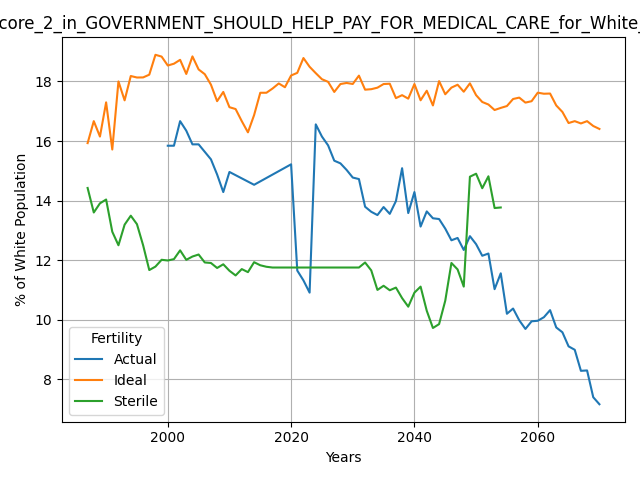 core_2_in_GOVERNMENT_SHOULD_HELP_PAY_FOR_MEDICAL_CARE_for_White_
% of White Population
18
16
14
12
10
8
Fertility
Actual
Ideal
Sterile
2000 2020 2040 2060
Years